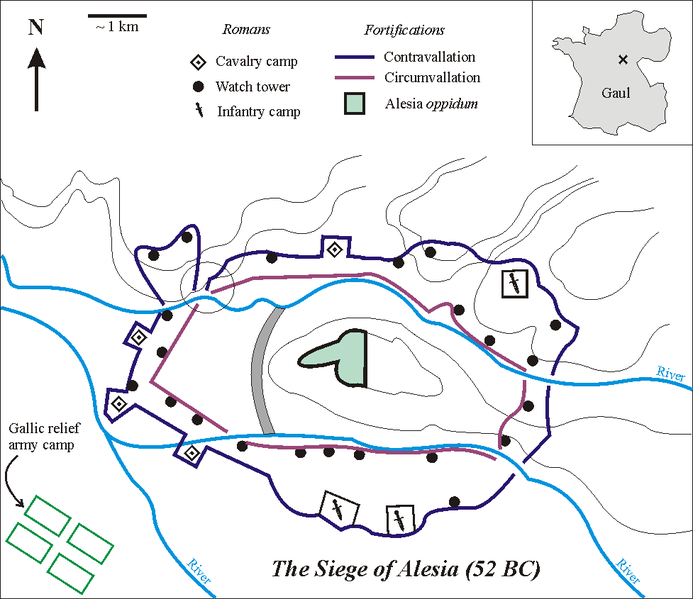 N
~ 1 km
Romans
Cavalry camp
Watch tower
Infantry camp
Fortifications
Contravallation
Circumvallation
Alesia oppidum
Gaul
River
Gallic relief
army camp
River
River
The Siege of Alesia (52 BC)